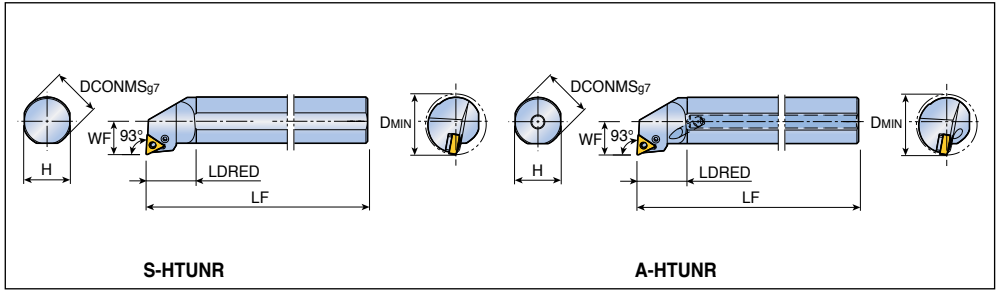 DCONMSg7
DMIN
WF
93°
H
LDRED
LF
S-HTUNR
DCONMSg7
DMIN
WF
93°
H
LDRED
LF
A-HTUNR